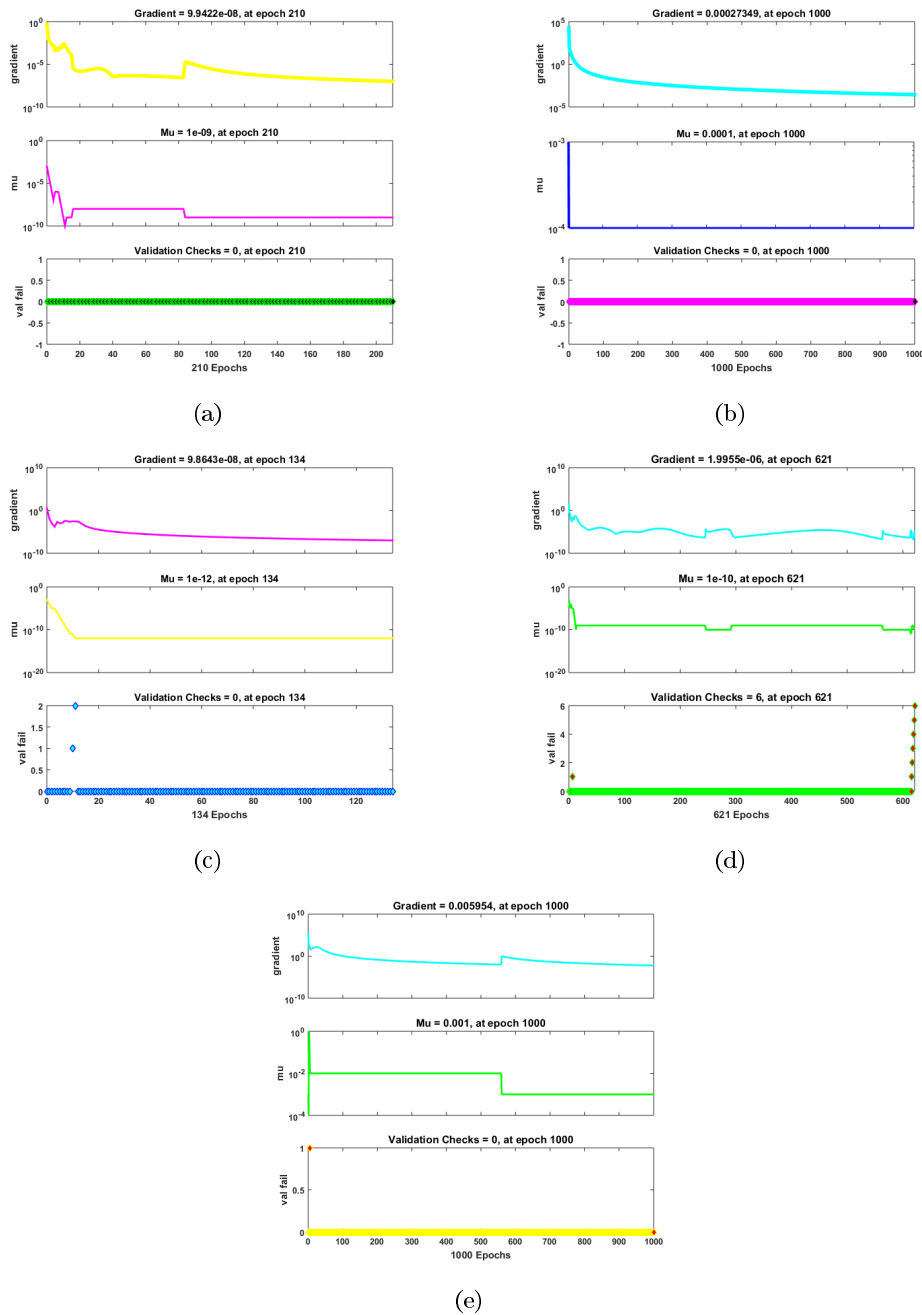 Gradient = 9.9422e-08, at epoch 210
10^0
10^-5
10^-10
gradient
Mu = 1e-09, at epoch 210
10^0
10^-5
10^-10
mu
Validation Checks = 0, at epoch 210
1
0.5
0
-0.5
-1
val fail
0 20 40 60 80 100 120 140 160 180 200
210 Epochs
(a)
Gradient = 0.00027349, at epoch 1000
10^5
10^0
10^-5
gradient
Mu = 0.0001, at epoch 1000
10^-3
10^-4
mu
Validation Checks = 0, at epoch 1000
1
0.5
0
-0.5
-1
val fail
0 100 200 300 400 500 600 700 800 900 1000
1000 Epochs
(b)
Gradient = 9.8643e-08, at epoch 134
10^10
10^0
10^-10
gradient
Mu = 1e-12, at epoch 134
10^0
10^-10
10^-20
mu
Validation Checks = 0, at epoch 134
2
1.5
1
0.5
0
val fail
0 20 40 60 80 100 120
134 Epochs
(c)
Gradient = 1.9955e-06, at epoch 621
10^10
10^0
10^-10
gradient
Mu = 1e-10, at epoch 621
10^0
10^-10
10^-20
mu
Validation Checks = 6, at epoch 621
6
4
2
0
val fail
0 100 200 300 400 500 600
621 Epochs
(d)
Gradient = 0.005954, at epoch 1000
10^10
10^0
10^-10
gradient
Mu = 0.001, at epoch 1000
10^0
10^-2
10^-4
mu
Validation Checks = 0, at epoch 1000
1
0.5
0
val fail
0 100 200 300 400 500 600 700 800 900 1000
1000 Epochs
(e)